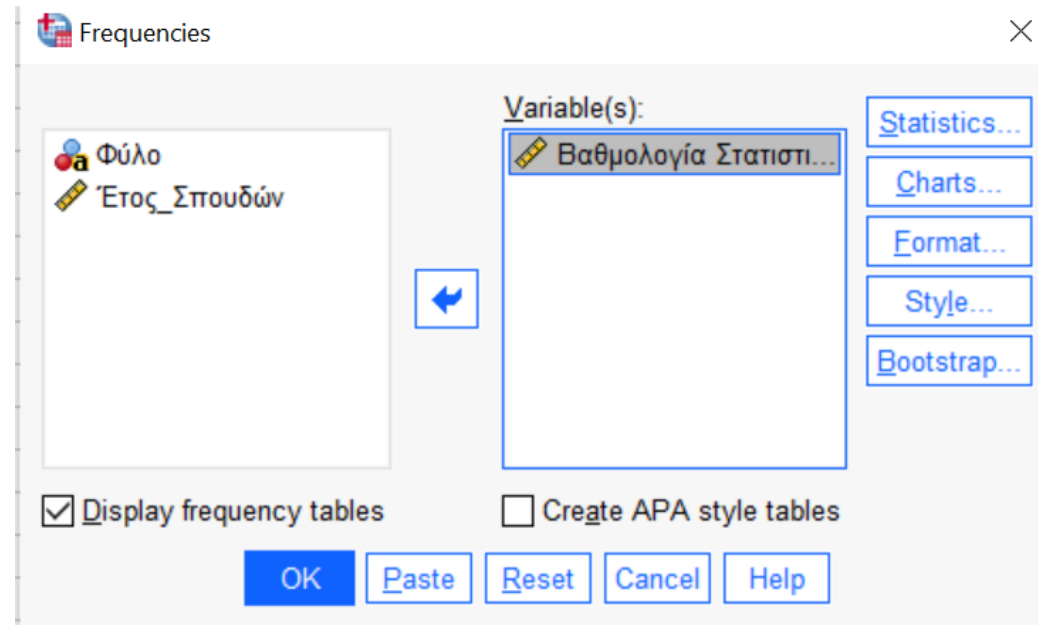 Frequencies
Variable(s):
Φύλο
Έτος_Σπουδών
Βαθμολογία Στατιστι...
Statistics...
Charts...
Format...
Style...
Bootstrap...
Display frequency tables
Create APA style tables
OK
Paste
Reset
Cancel
Help